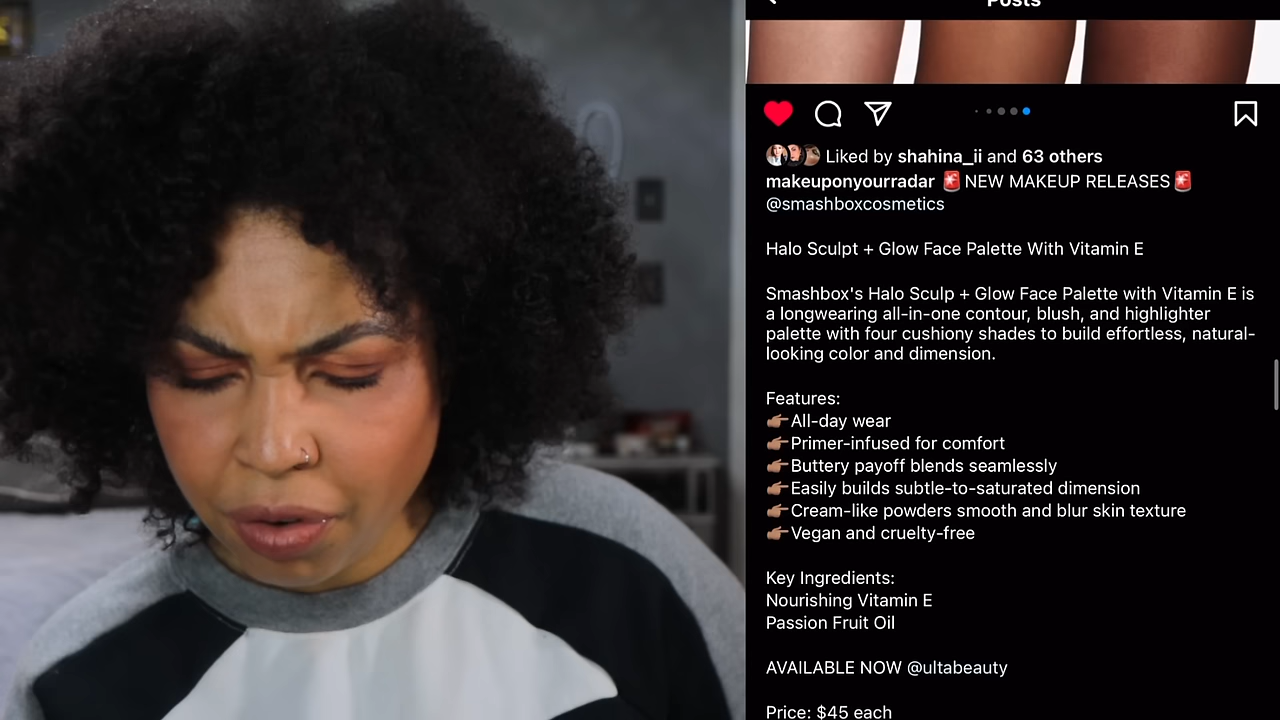 Posts
Liked by shahina_ii and 63 others
makeuponyourradar 🚨NEW MAKEUP RELEASES🚨
@smashboxcosmetics
Halo Sculpt + Glow Face Palette With Vitamin E
Smashbox's Halo Sculp + Glow Face Palette with Vitamin E is
a longwearing all-in-one contour, blush, and highlighter
palette with four cushiony shades to build effortless, natural-
looking color and dimension.
Features:
👉🏽All-day wear
👉🏽Primer-infused for comfort
👉🏽Buttery payoff blends seamlessly
👉🏽Easily builds subtle-to-saturated dimension
👉🏽Cream-like powders smooth and blur skin texture
👉🏽Vegan and cruelty-free
Key Ingredients:
Nourishing Vitamin E
Passion Fruit Oil
AVAILABLE NOW @ultabeauty
Price: $45 each